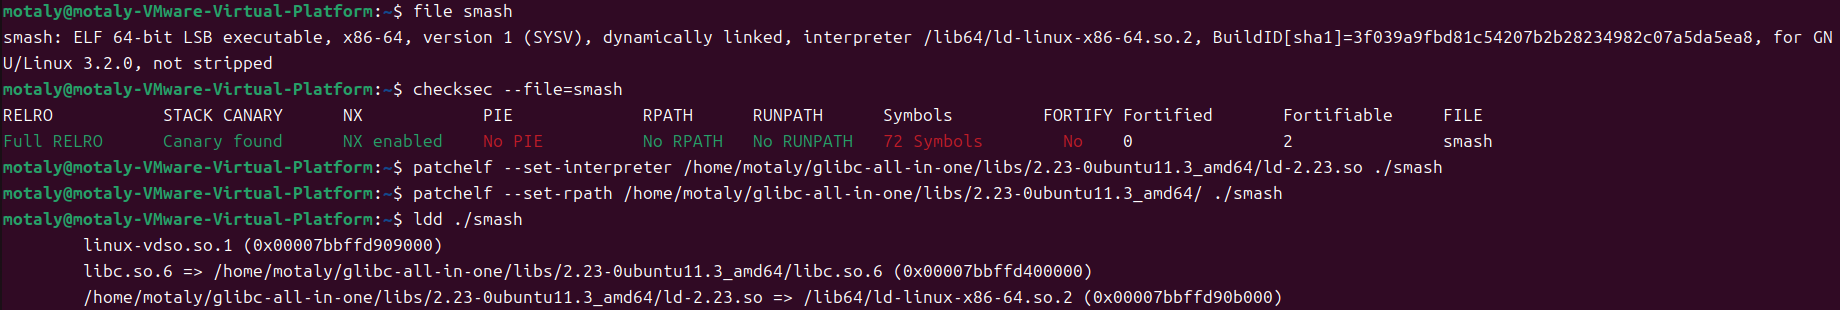 motaly@motaly-VMware-Virtual-Platform:~$ file smash
smash: ELF 64-bit LSB executable, x86-64, version 1 (SYSV), dynamically linked, interpreter /lib64/ld-linux-x86-64.so.2, BuildID[sha1]=3f039a9fbd81c54207b2b28234982c07a5da5ea8, for GN
U/Linux 3.2.0, not stripped
motaly@motaly-VMware-Virtual-Platform:~$ checksec --file=smash
RELRO STACK CANARY NX PIE RPATH RUNPATH Symbols FORTIFY Fortified Fortifiable FILE
Full RELRO Canary found NX enabled No PIE No RPATH No RUNPATH 72 Symbols No 0 2 smash
motaly@motaly-VMware-Virtual-Platform:~$ patchelf --set-interpreter /home/motaly/glibc-all-in-one/libs/2.23-0ubuntu11.3_amd64/ld-2.23.so ./smash
motaly@motaly-VMware-Virtual-Platform:~$ patchelf --set-rpath /home/motaly/glibc-all-in-one/libs/2.23-0ubuntu11.3_amd64/ ./smash
motaly@motaly-VMware-Virtual-Platform:~$ ldd ./smash
linux-vdso.so.1 (0x00007bbffd909000)
libc.so.6 => /home/motaly/glibc-all-in-one/libs/2.23-0ubuntu11.3_amd64/libc.so.6 (0x00007bbffd400000)
/home/motaly/glibc-all-in-one/libs/2.23-0ubuntu11.3_amd64/ld-2.23.so => /lib64/ld-linux-x86-64.so.2 (0x00007bbffd90b000)